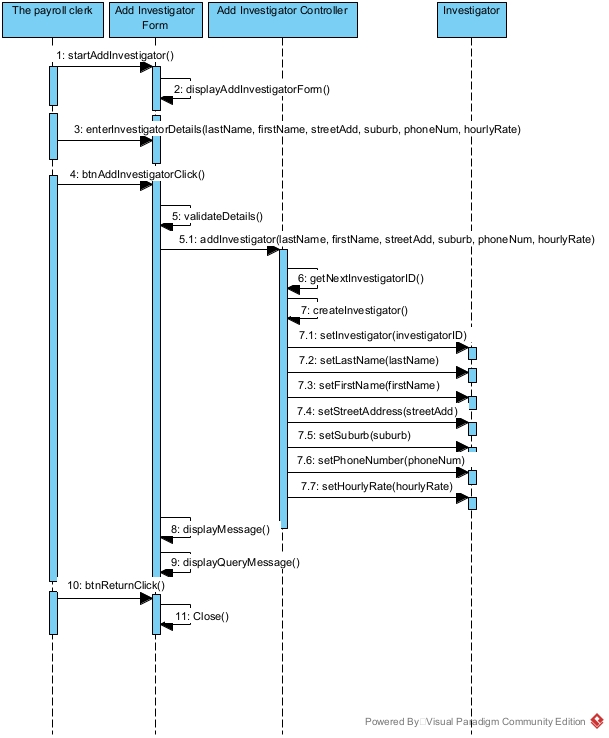 The payroll clerk
Add Investigator
Form
Add Investigator Controller
Investigator
1: startAddInvestigator()
2: displayAddInvestigatorForm()
3: enterInvestigatorDetails(lastName, firstName, streetAdd, suburb, phoneNum, hourlyRate)
4: btnAddInvestigatorClick()
5: validateDetails()
5.1: addInvestigator(lastName, firstName, streetAdd, suburb, phoneNum, hourlyRate)
6: getNextInvestigatorID()
7: createInvestigator()
7.1: setInvestigator(investigatorID)
7.2: setLastName(lastName)
7.3: setFirstName(firstName)
7.4: setStreetAddress(streetAdd)
7.5: setSuburb(suburb)
7.6: setPhoneNumber(phoneNum)
7.7: setHourlyRate(hourlyRate)
8: displayMessage()
9: displayQueryMessage()
10: btnReturnClick()
11: Close()
Powered By Visual Paradigm Community Edition